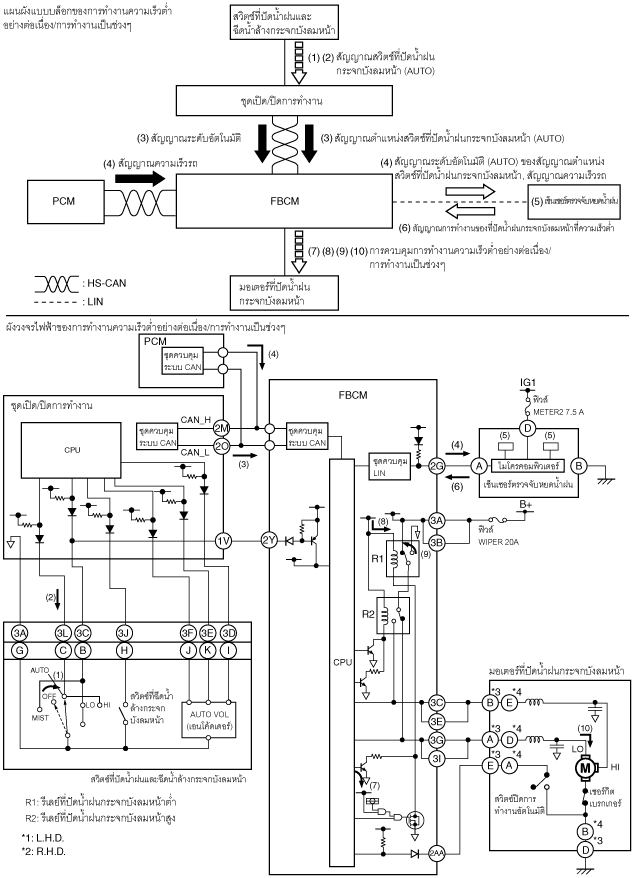 แผนผังแบบบล็อกของการทำงานความเร็วต่ำ
อย่างต่อเนื่อง/การทำงานเป็นช่วงๆ
สวิตช์ที่ปัดน้ำฝนและ
ฉีดน้ำล้างกระจกบังลมหน้า
(1) (2) สัญญาณสวิตช์ที่ปัดน้ำฝน
กระจกบังลมหน้า (AUTO)
ชุดเปิด/ปิดการทำงาน
(3) สัญญาณระดับอัตโนมัติ
(3) สัญญาณตำแหน่งสวิตช์ที่ปัดน้ำฝนกระจกบังลมหน้า (AUTO)
(4) สัญญาณความเร็วรถ
(4) สัญญาณระดับอัตโนมัติ (AUTO) ของสัญญาณตำแหน่ง
สวิตช์ที่ปัดน้ำฝนกระจกบังลมหน้า, สัญญาณความเร็วรถ
PCM
FBCM
(5) เซ็นเซอร์ตรวจจับหยดน้ำฝน
(6) สัญญาณการทำงานของที่ปัดน้ำฝนกระจกบังลมหน้าที่ความเร็วต่ำ
(7) (8) (9) (10) การควบคุมการทำงานความเร็วต่ำอย่างต่อเนื่อง/
การทำงานเป็นช่วงๆ
มอเตอร์ที่ปัดน้ำฝน
กระจกบังลมหน้า
: HS-CAN
: LIN
ผังวงจรไฟฟ้าของการทำงานความเร็วต่ำอย่างต่อเนื่อง/การทำงานเป็นช่วงๆ
PCM
ชุดควบคุม
ระบบ CAN
(4)
FBCM
IG1
ฟิวส์
METER2 7.5 A
ชุดเปิด/ปิดการทำงาน
CAN_H
ชุดควบคุม
ระบบ CAN
2M
2O
CAN_L
(3)
ชุดควบคุม
ระบบ CAN
CPU
ชุดควบคุม
LIN
2G
(4)
(6)
D
(5)
(5)
A
ไมโครคอมพิวเตอร์
B
เซ็นเซอร์ตรวจจับหยดน้ำฝน
B+
3A
3B
ฟิวส์
WIPER 20A
(8)
(9)
R1
1V
2Y
R2
(2)
3A
3L
3C
3J
3F
3E
3D
G
C
B
H
J
K
I
CPU
AUTO
(1)
OFF
MIST
LO
HI
สวิตช์ที่ฉีดน้ำ
ล้างกระจก
บังลมหน้า
AUTO VOL
(เอนโค้ดเดอร์)
สวิตช์ที่ปัดน้ำฝนและฉีดน้ำล้างกระจกบังลมหน้า
มอเตอร์ที่ปัดน้ำฝนกระจกบังลมหน้า
3C
3E
3G
3I
*3
*4
B
E
*3
*4
A
D
*3
*4
E
A
(10)
LO
M
HI
เซอร์กิต
เบรกเกอร์
สวิตช์ปิดการ
ทำงานอัตโนมัติ
(7)
2AA
B
*4
*3
D
R1: รีเลย์ที่ปัดน้ำฝนกระจกบังลมหน้าต่ำ
R2: รีเลย์ที่ปัดน้ำฝนกระจกบังลมหน้าสูง
*1: L.H.D.
*2: R.H.D.